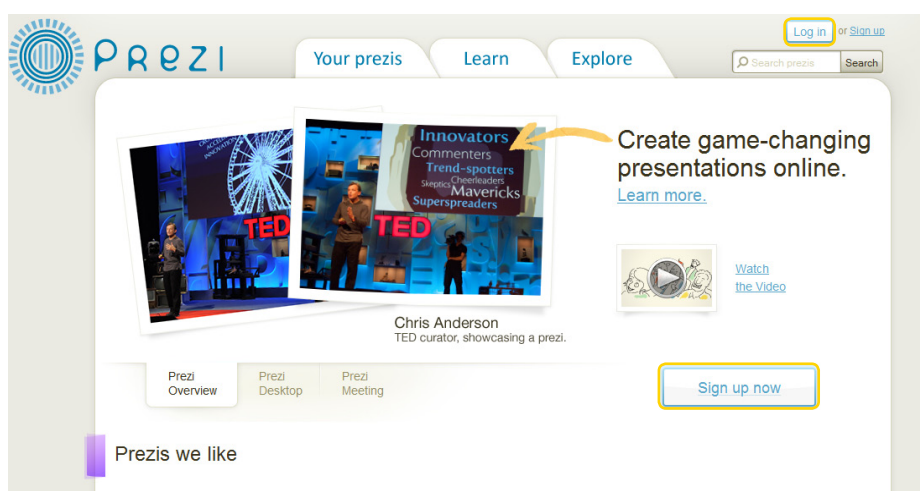 PReZI
Your prezis
Learn
Explore
Log in or Sign up
Search prezis Search
Innovators
Commenters
Trend-spotters
Skeptics Cheerleaders
Mavericks
Superspreaders
TED
TED
Create game-changing
presentations online.
Learn more.
Watch
the Video
Chris Anderson
TED curator, showcasing a prezi.
Prezi
Overview
Prezi
Desktop
Prezi
Meeting
Sign up now
Prezis we like